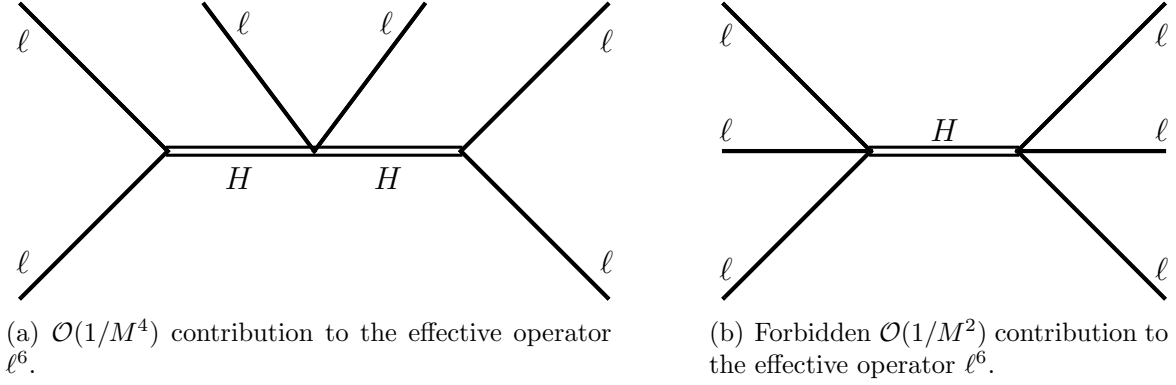 ℓ ℓ ℓ ℓ
H H
ℓ ℓ
(a) 𝒪(1/M⁴) contribution to the effective operator
ℓ⁶.
ℓ ℓ
ℓ H ℓ
ℓ ℓ
(b) Forbidden 𝒪(1/M²) contribution to
the effective operator ℓ⁶.